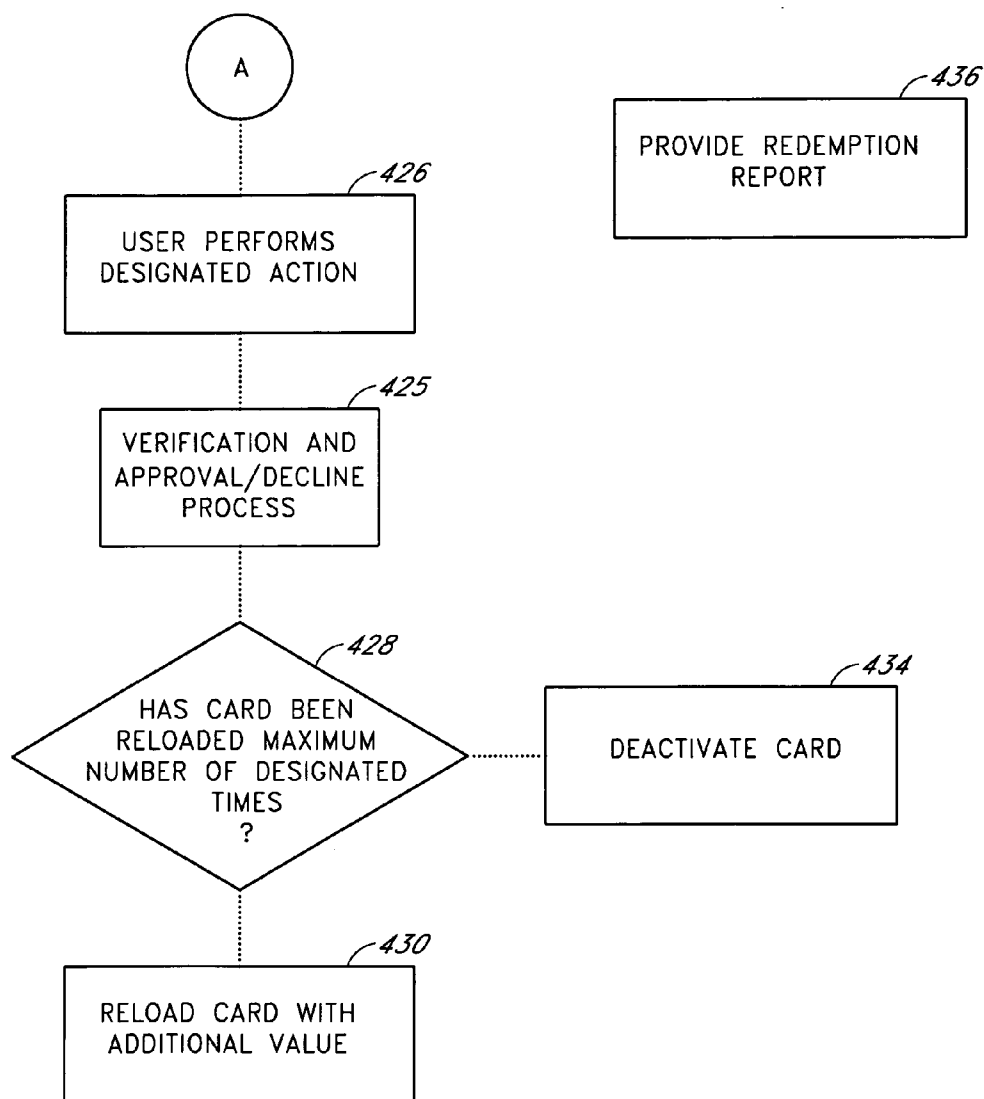 A
426
USER PERFORMS
DESIGNATED ACTION
436
PROVIDE REDEMPTION
REPORT
425
VERIFICATION AND
APPROVAL/DECLINE
PROCESS
428
HAS CARD BEEN
RELOADED MAXIMUM
NUMBER OF DESIGNATED
TIMES
?
434
DEACTIVATE CARD
430
RELOAD CARD WITH
ADDITIONAL VALUE